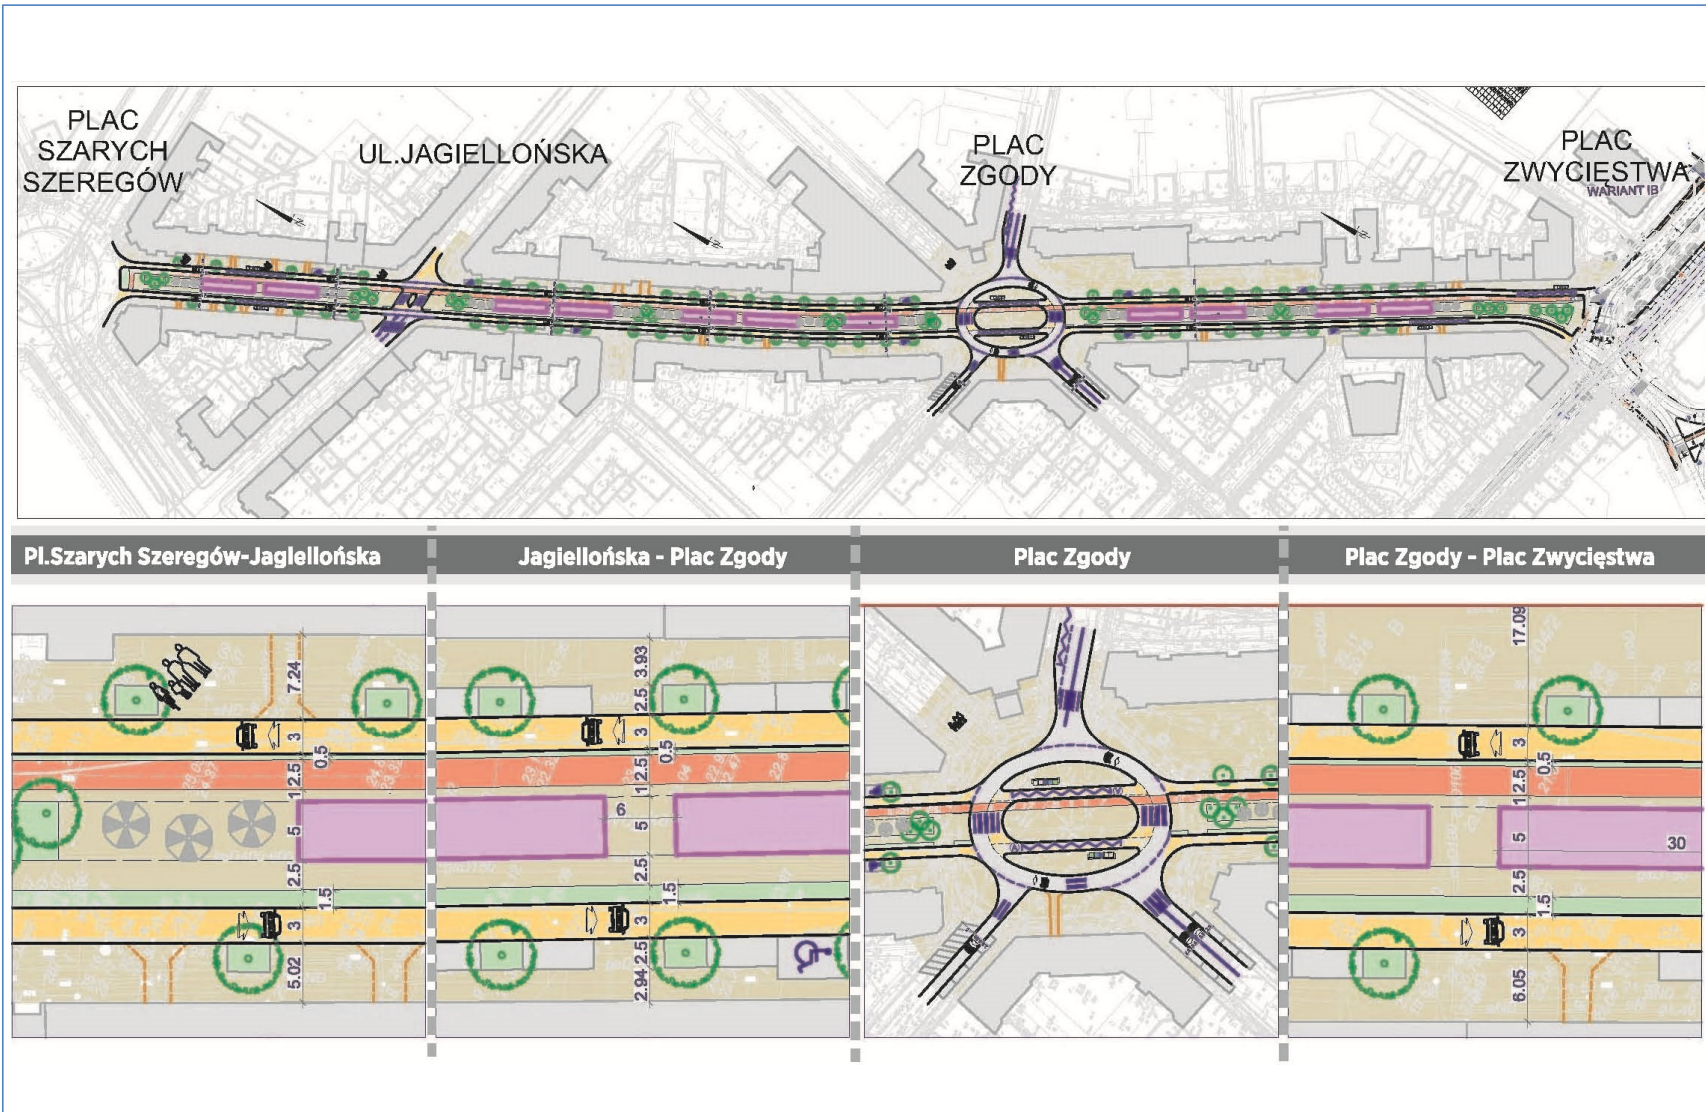 PLAC
SZARYCH
SZEREGÓW
UL.JAGIELLOŃSKA
PLAC
ZGODY
PLAC
ZWYCIĘSTWA
WARIANT IB
Pl.Szarych Szeregów-Jagiellońska
Jagiellońska - Plac Zgody
Plac Zgody
Plac Zgody - Plac Zwycięstwa
7.24
3
0.5
2.5
1
5
2.5
1.5
3
5.02
3.93
2.5
3
0.5
2.5
1
6
5
2.5
1.5
3
2.5
2.94
17.09
3
0.5
2.5
1
5
30
2.5
1.5
3
6.05